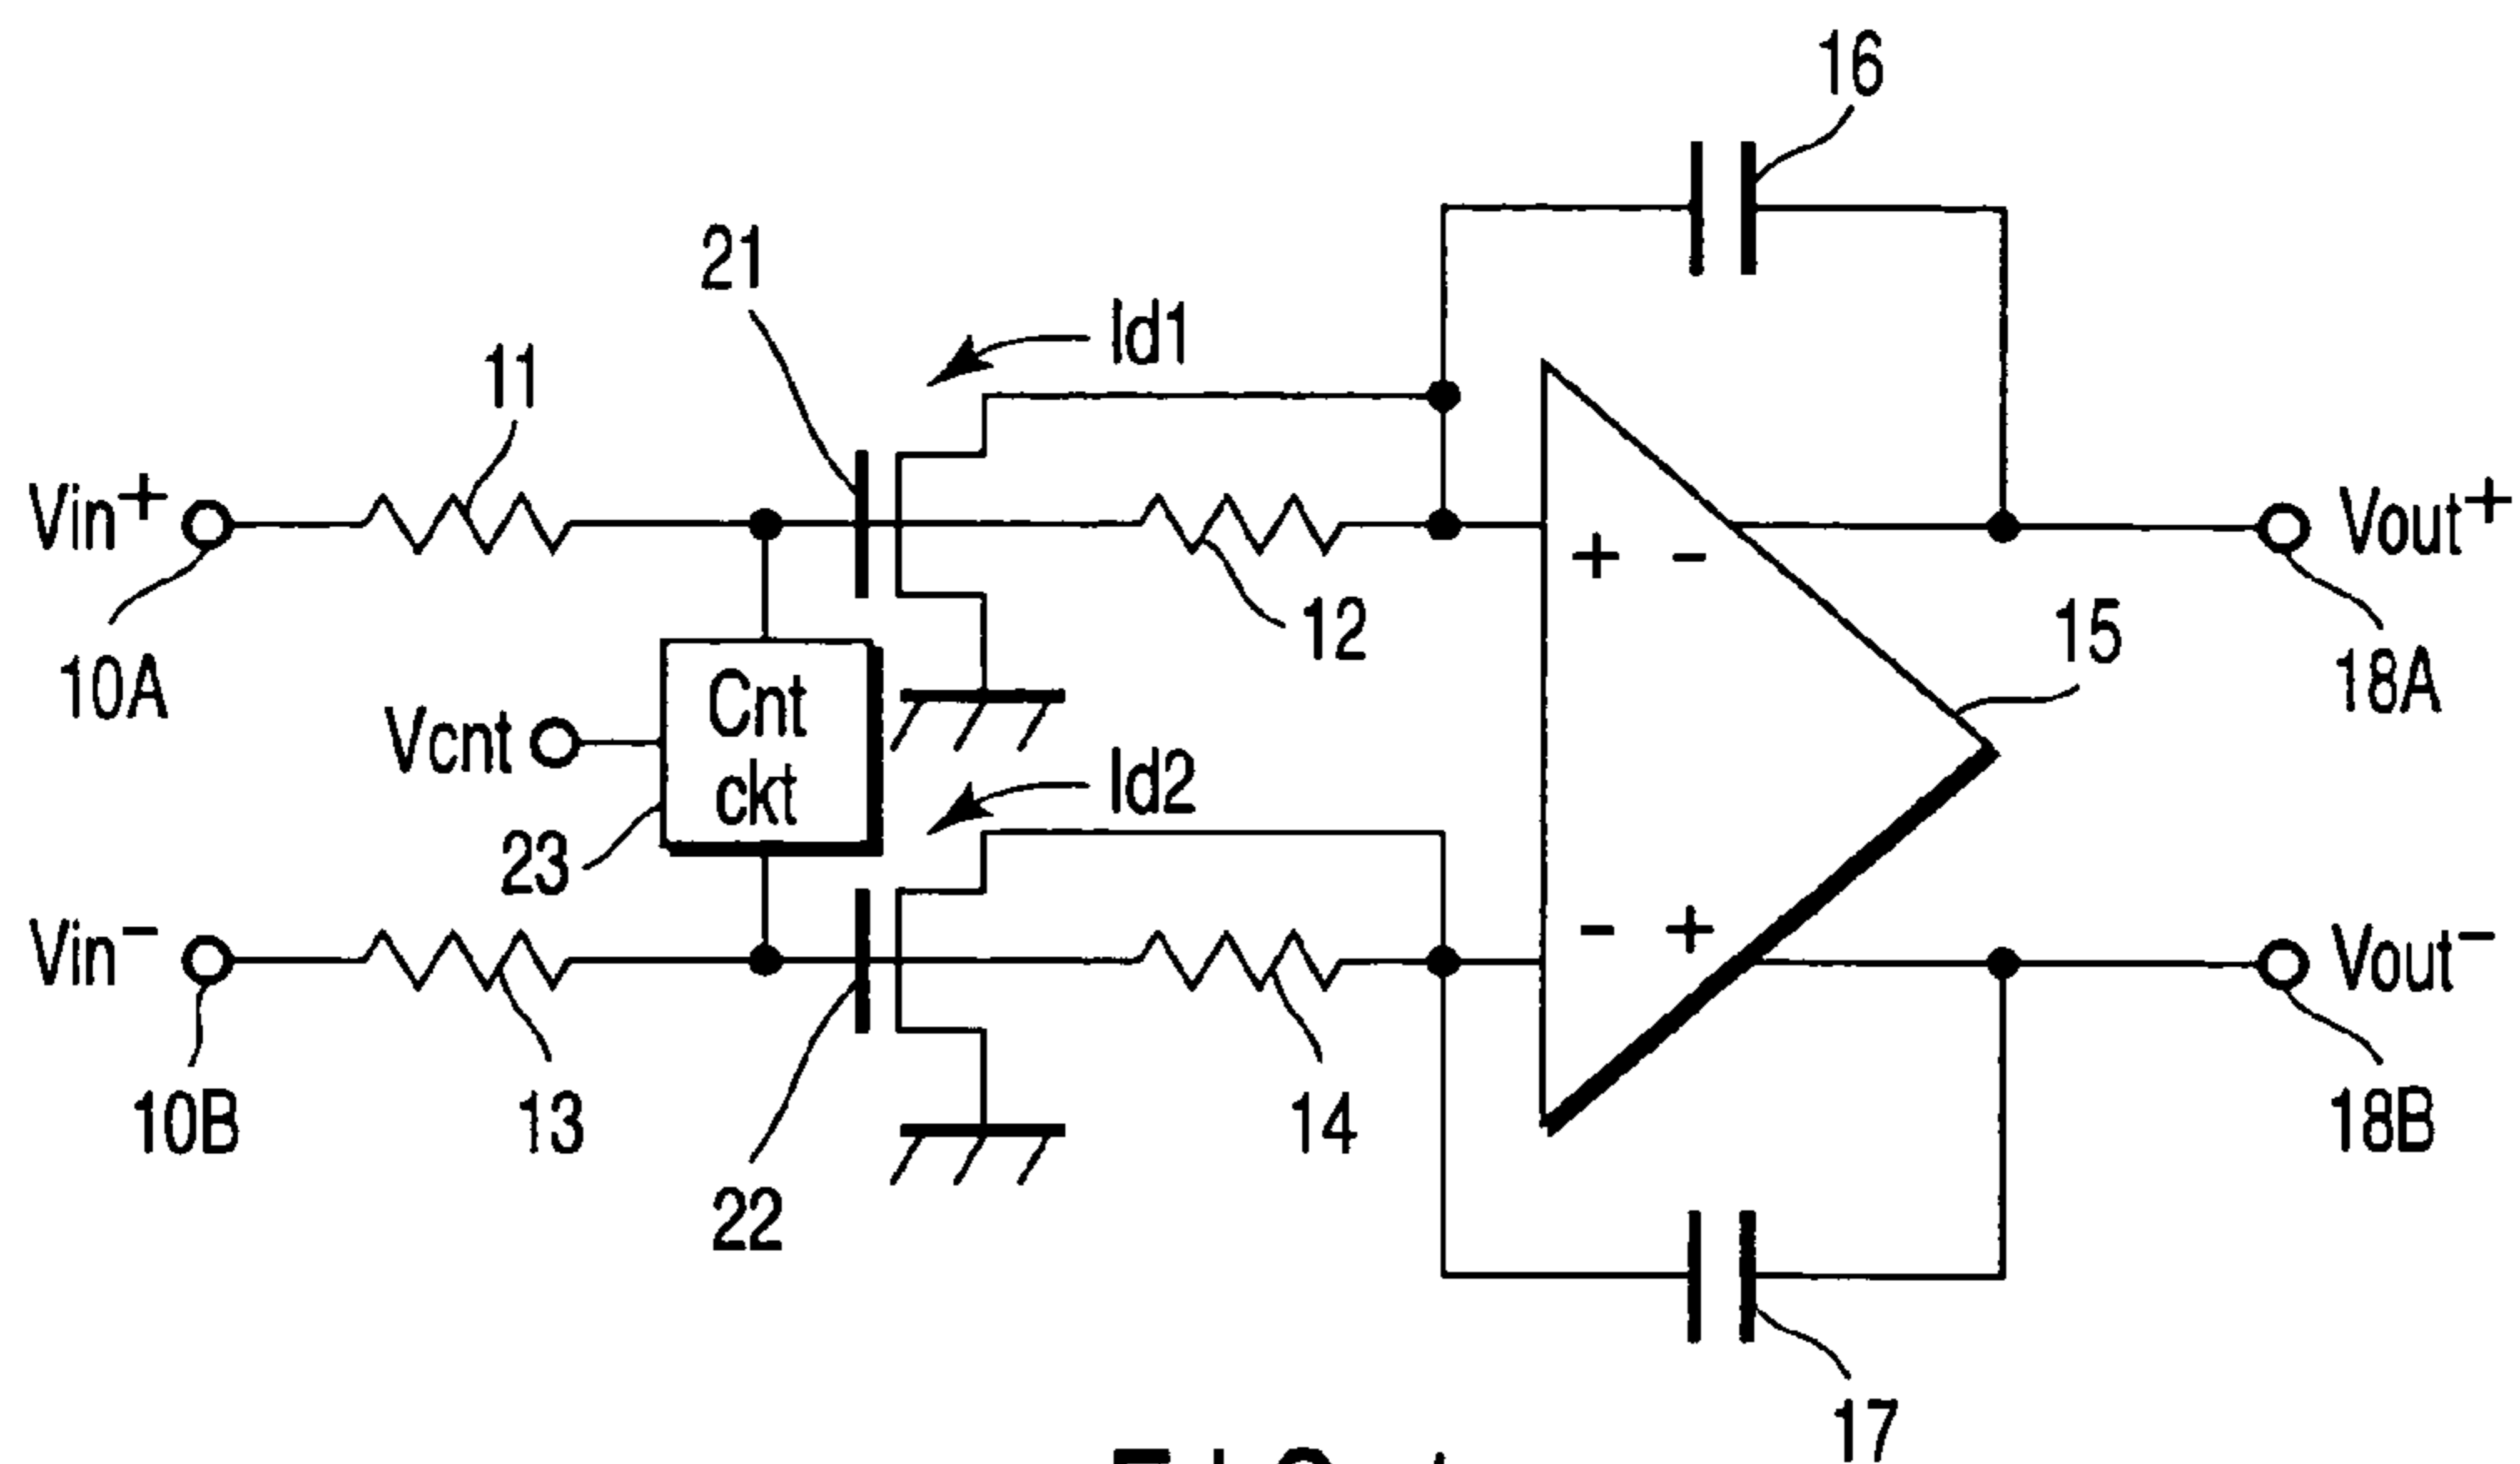 16
21
Id1
11
Vin+
Vout+
+ -
12
15
10A
18A
Cnt
ckt
Vcnt
Id2
23
Vin-
- +
Vout-
10B
13
14
18B
22
17